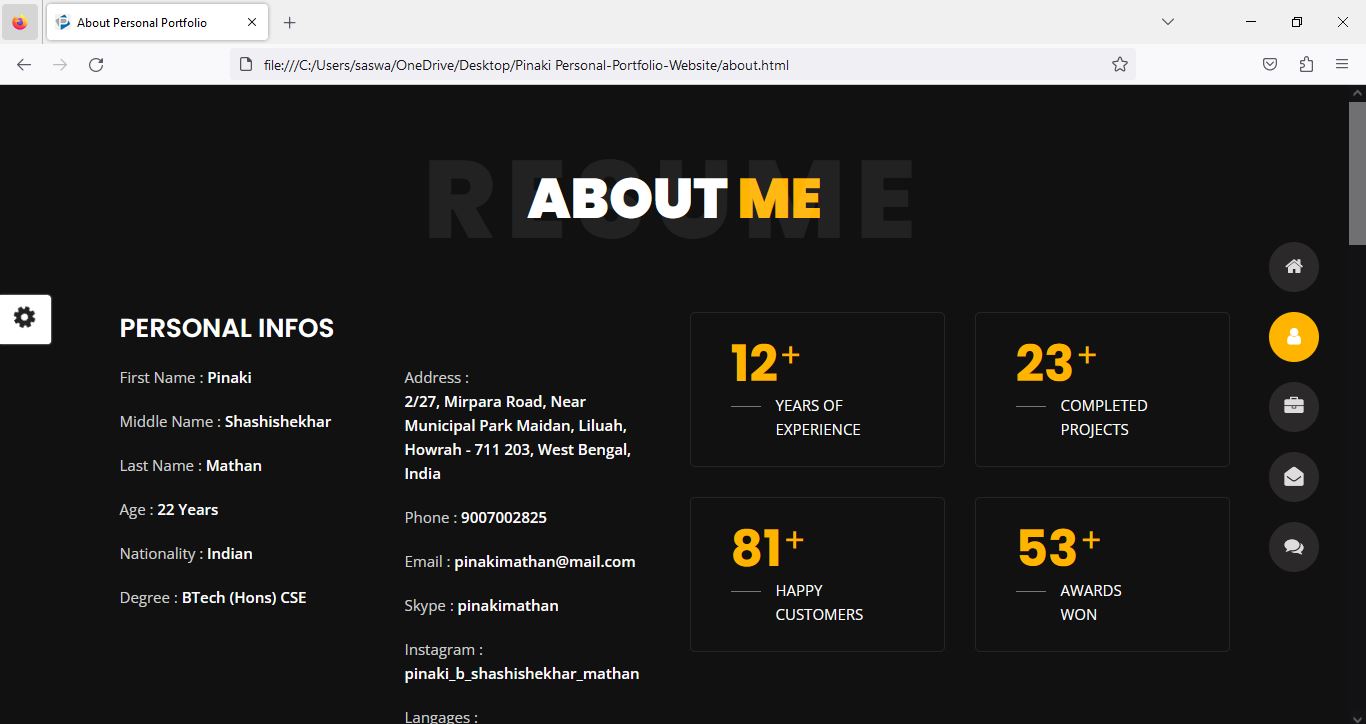 About Personal Portfolio
file:///C:/Users/saswa/OneDrive/Desktop/Pinaki Personal-Portfolio-Website/about.html
RESUME
ABOUT ME
PERSONAL INFOS
First Name : Pinaki
Middle Name : Shashishekhar
Last Name : Mathan
Age : 22 Years
Nationality : Indian
Degree : BTech (Hons) CSE
Address :
2/27, Mirpara Road, Near
Municipal Park Maidan, Liluah,
Howrah - 711 203, West Bengal,
India
Phone : 9007002825
Email : pinakimathan@mail.com
Skype : pinakimathan
Instagram :
pinaki_b_shashishekhar_mathan
Langages :
12+
YEARS OF
EXPERIENCE
23+
COMPLETED
PROJECTS
81+
HAPPY
CUSTOMERS
53+
AWARDS
WON